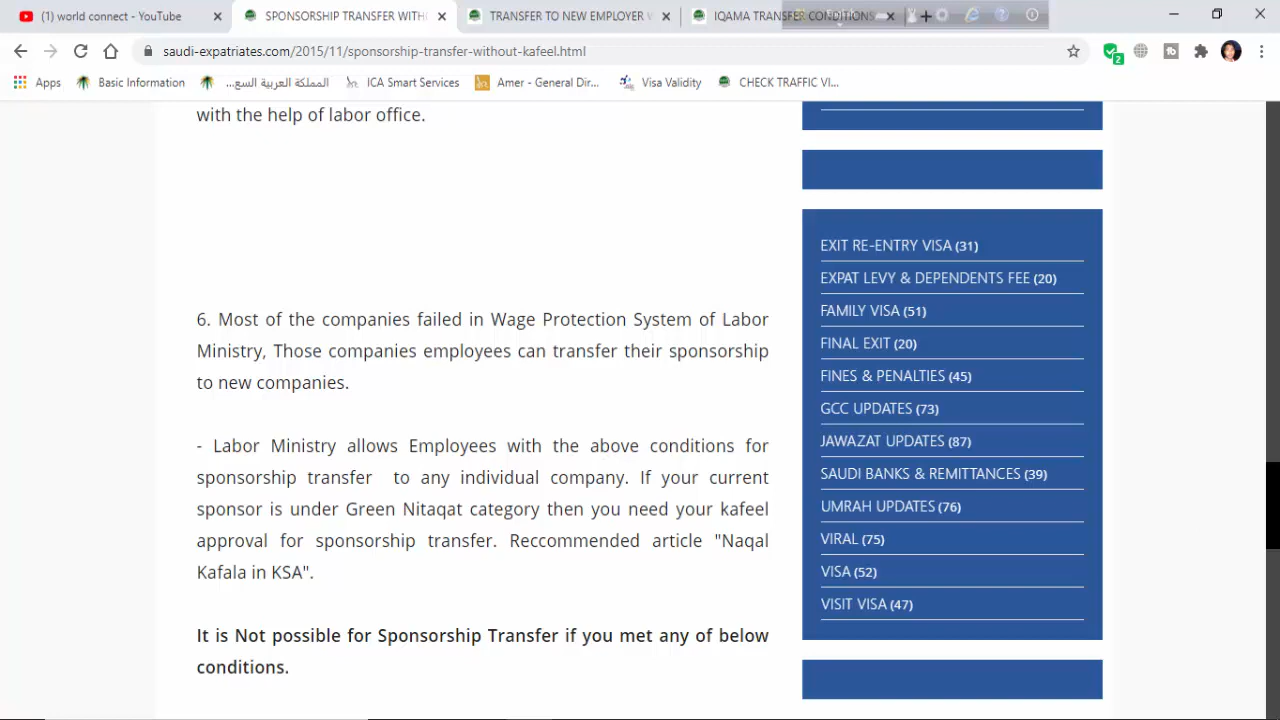 (1) world connect - YouTube
SPONSORSHIP TRANSFER WITH
TRANSFER TO NEW EMPLOYER W
IQAMA TRANSFER CONDITIONS
saudi-expatriates.com/2015/11/sponsorship-transfer-without-kafeel.html
2
Apps
Basic Information
المملكة العربية السع...
ICA Smart Services
Amer - General Dir...
Visa Validity
CHECK TRAFFIC VI...
with the help of labor office.
6. Most of the companies failed in Wage Protection System of Labor
Ministry, Those companies employees can transfer their sponsorship
to new companies.
- Labor Ministry allows Employees with the above conditions for
sponsorship transfer to any individual company. If your current
sponsor is under Green Nitaqat category then you need your kafeel
approval for sponsorship transfer. Reccommended article "Naqal
Kafala in KSA".
It is Not possible for Sponsorship Transfer if you met any of below
conditions.
EXIT RE-ENTRY VISA (31)
EXPAT LEVY & DEPENDENTS FEE (20)
FAMILY VISA (51)
FINAL EXIT (20)
FINES & PENALTIES (45)
GCC UPDATES (73)
JAWAZAT UPDATES (87)
SAUDI BANKS & REMITTANCES (39)
UMRAH UPDATES (76)
VIRAL (75)
VISA (52)
VISIT VISA (47)